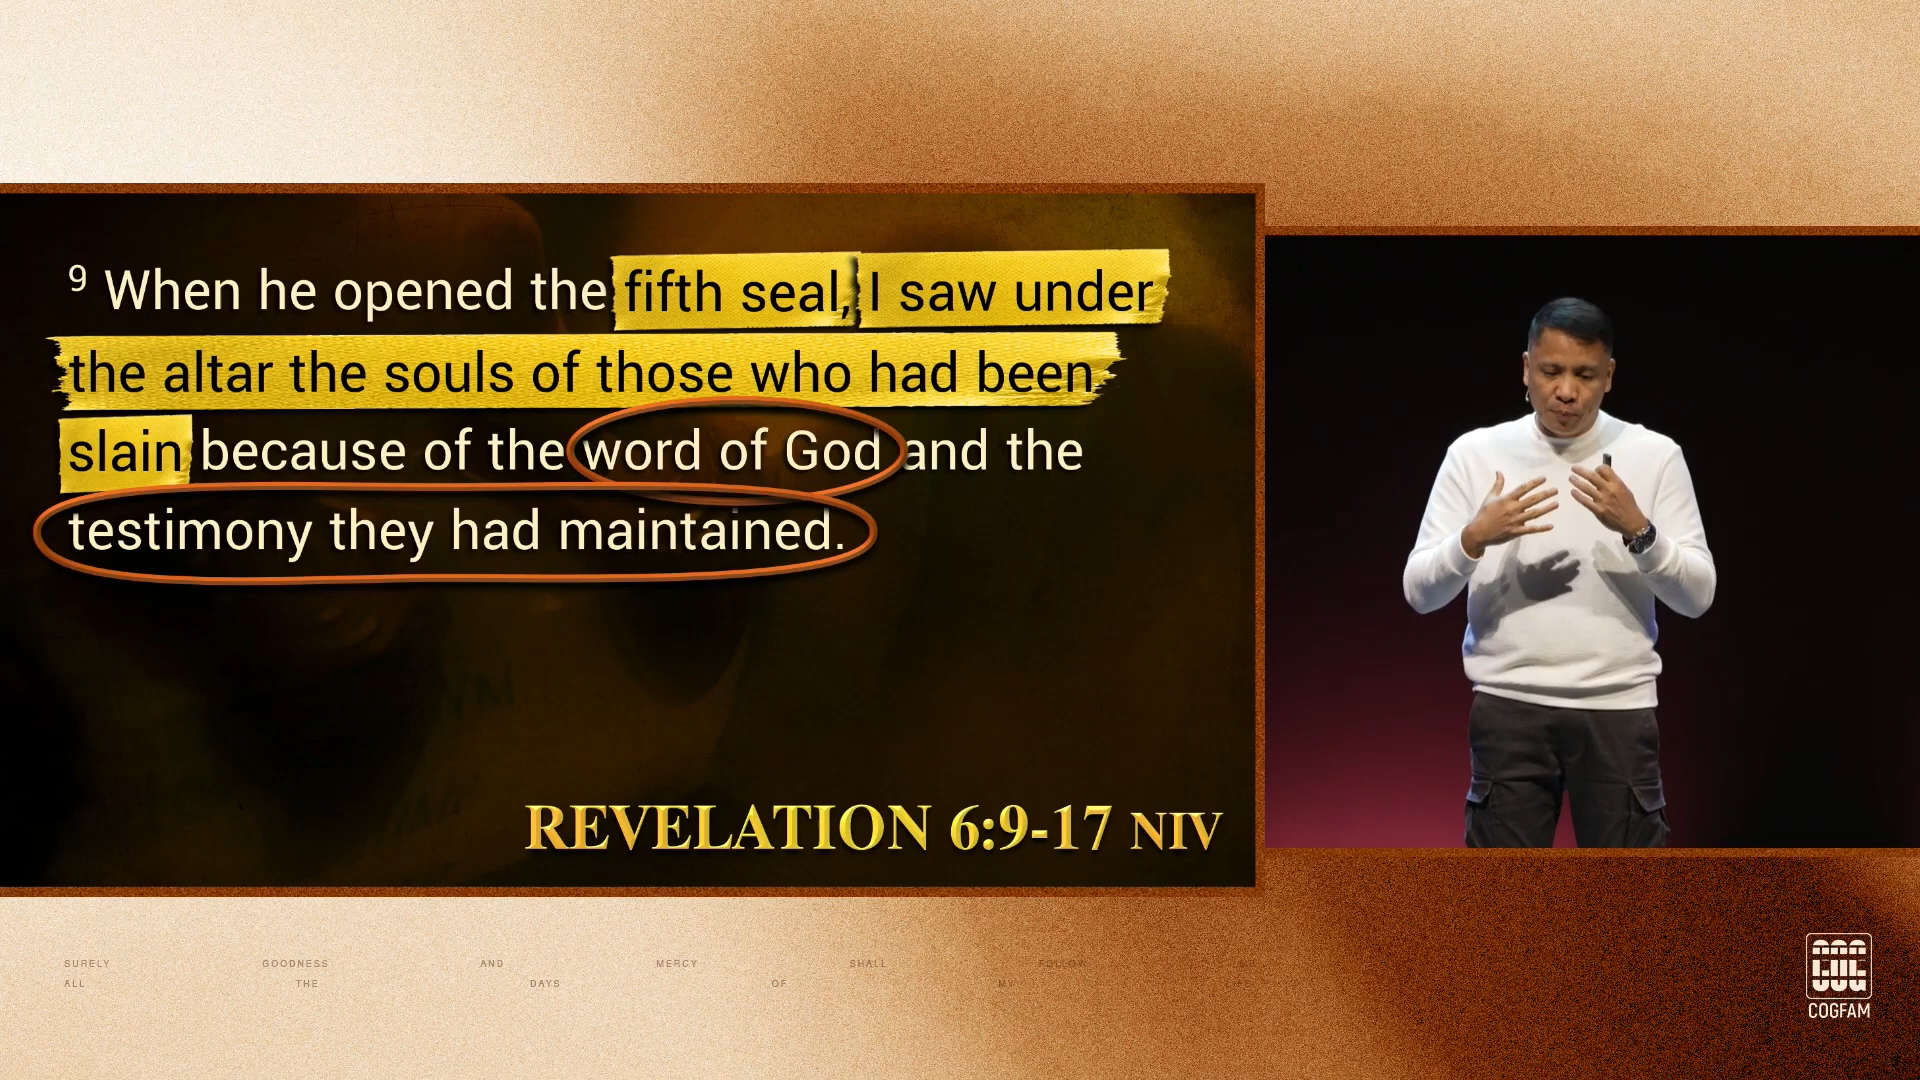 9 When he opened the fifth seal, I saw under
the altar the souls of those who had been
slain because of the word of God and the
testimony they had maintained.
REVELATION 6:9-17 NIV
SURELY GOODNESS AND MERCY SHALL FOLLOW
ALL THE DAYS OF MY
COGFAM